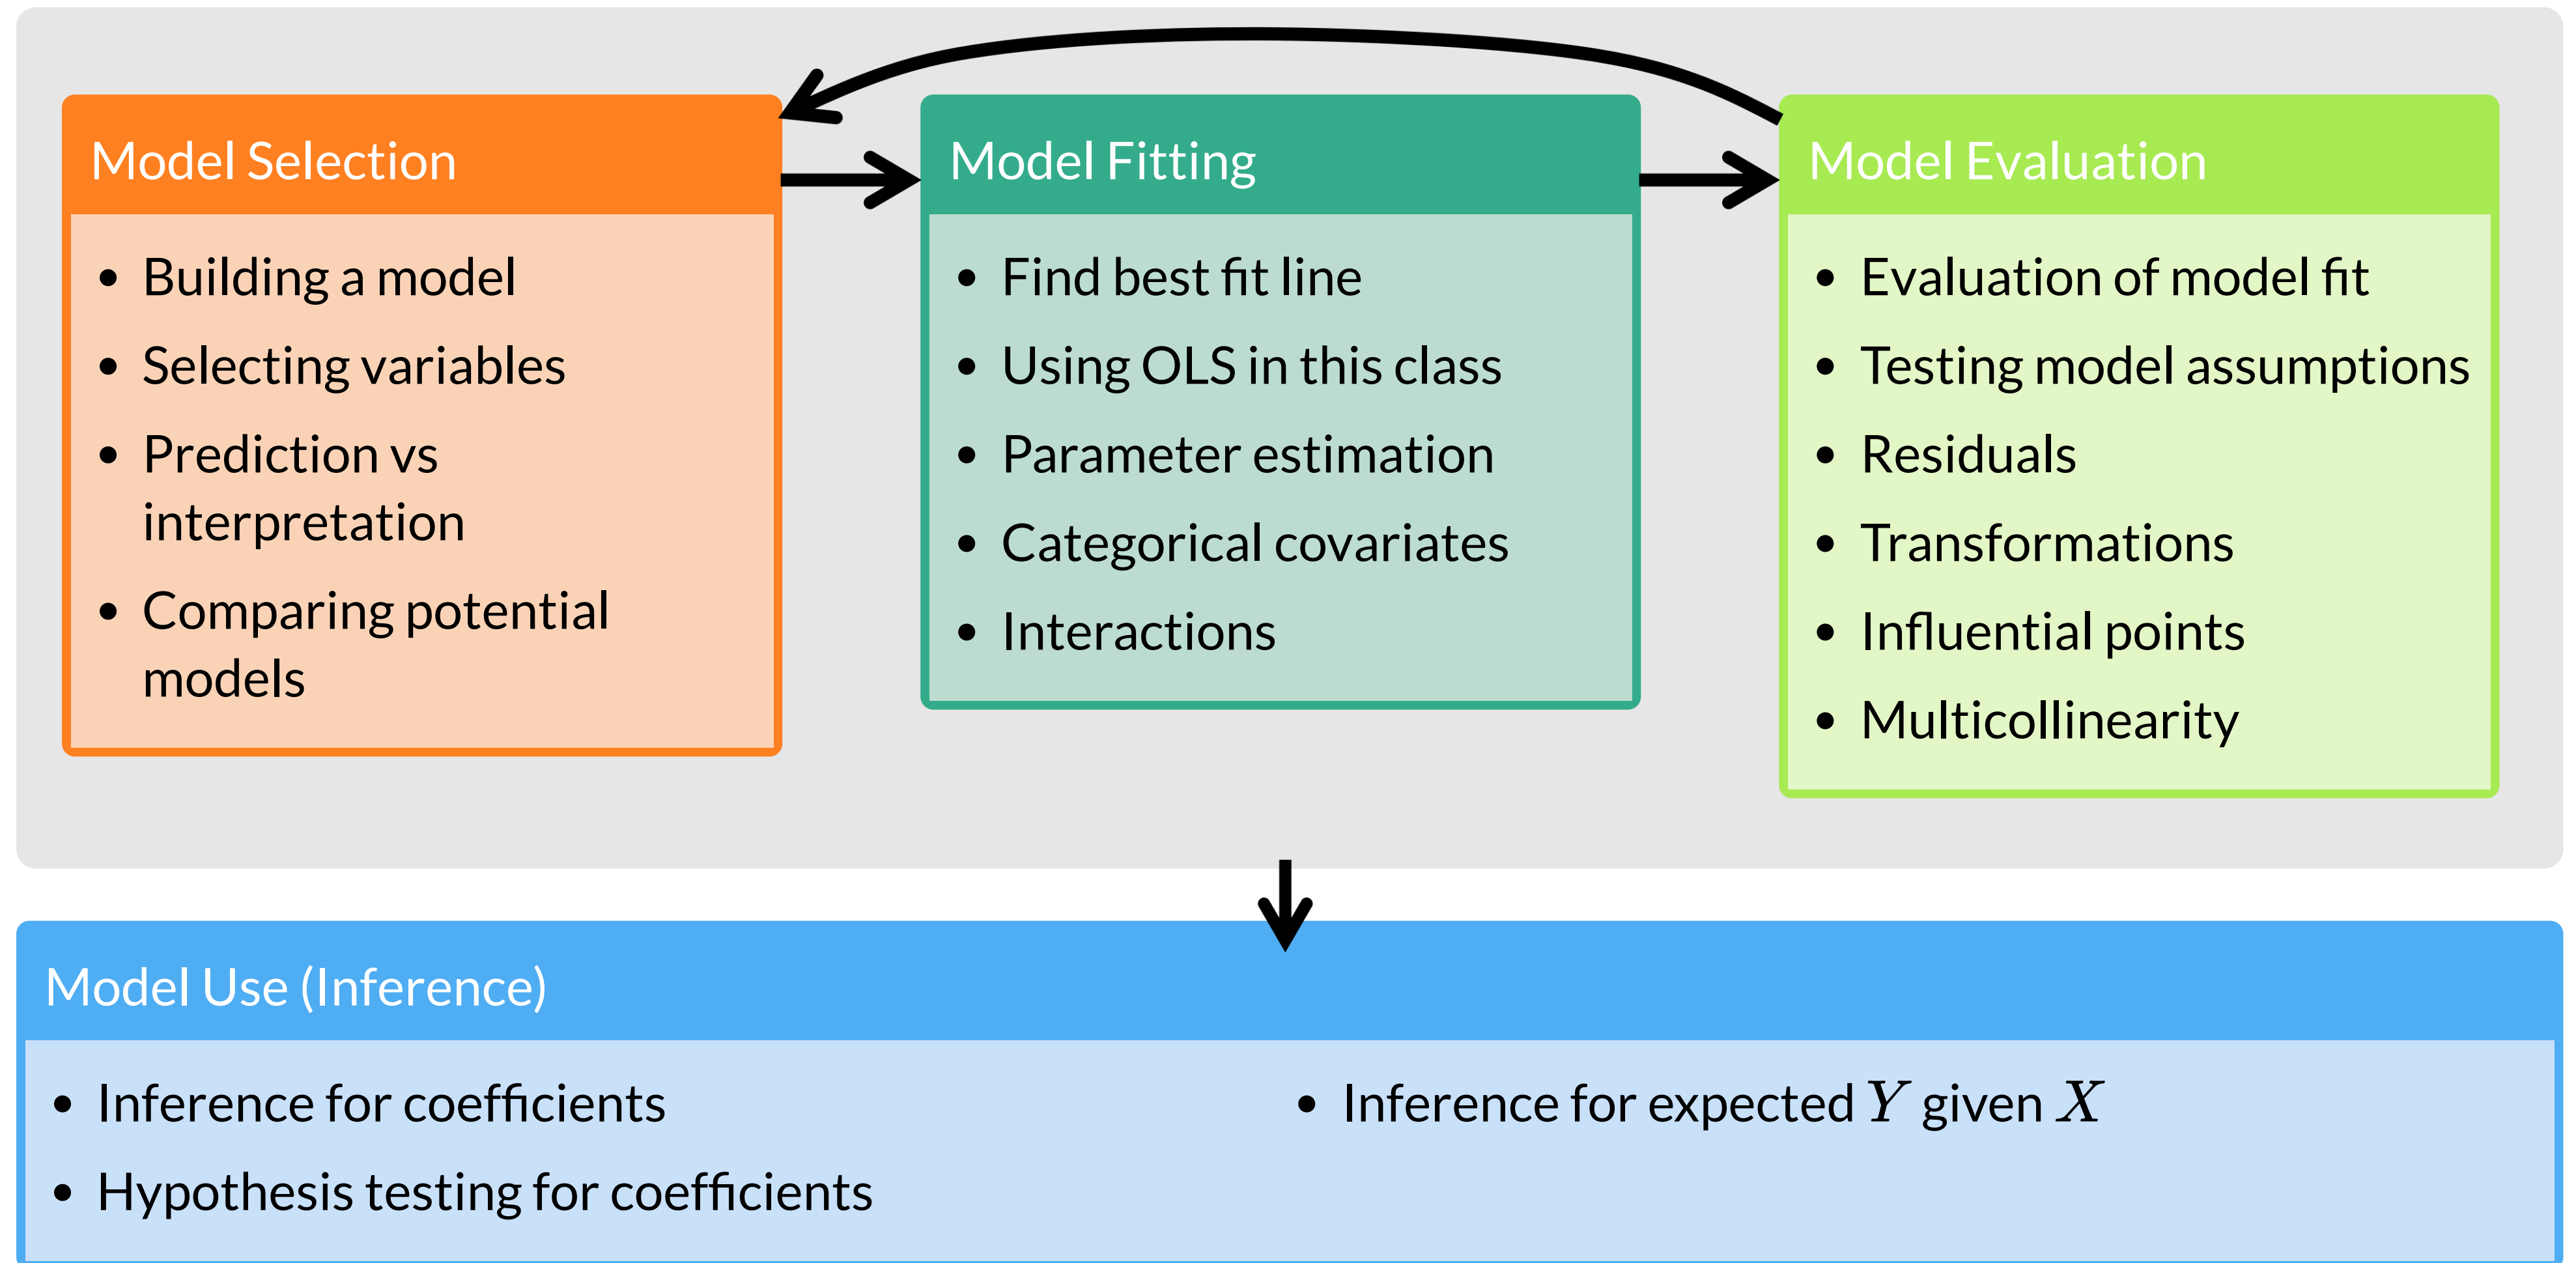 Model Selection
• Building a model
• Selecting variables
• Prediction vs
interpretation
• Comparing potential
models
Model Fitting
• Find best fit line
• Using OLS in this class
• Parameter estimation
• Categorical covariates
• Interactions
Model Evaluation
• Evaluation of model fit
• Testing model assumptions
• Residuals
• Transformations
• Influential points
• Multicollinearity
Model Use (Inference)
• Inference for coefficients
• Hypothesis testing for coefficients
• Inference for expected Y given X